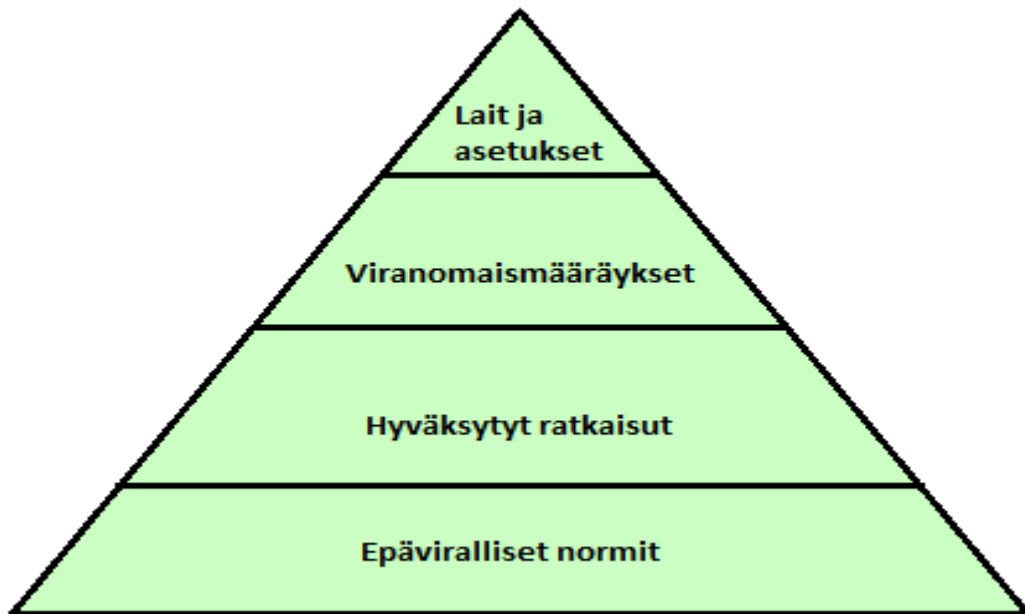 Lait ja
asetukset
Viranomaismääräykset
Hyväksytyt ratkaisut
Epäviralliset normit